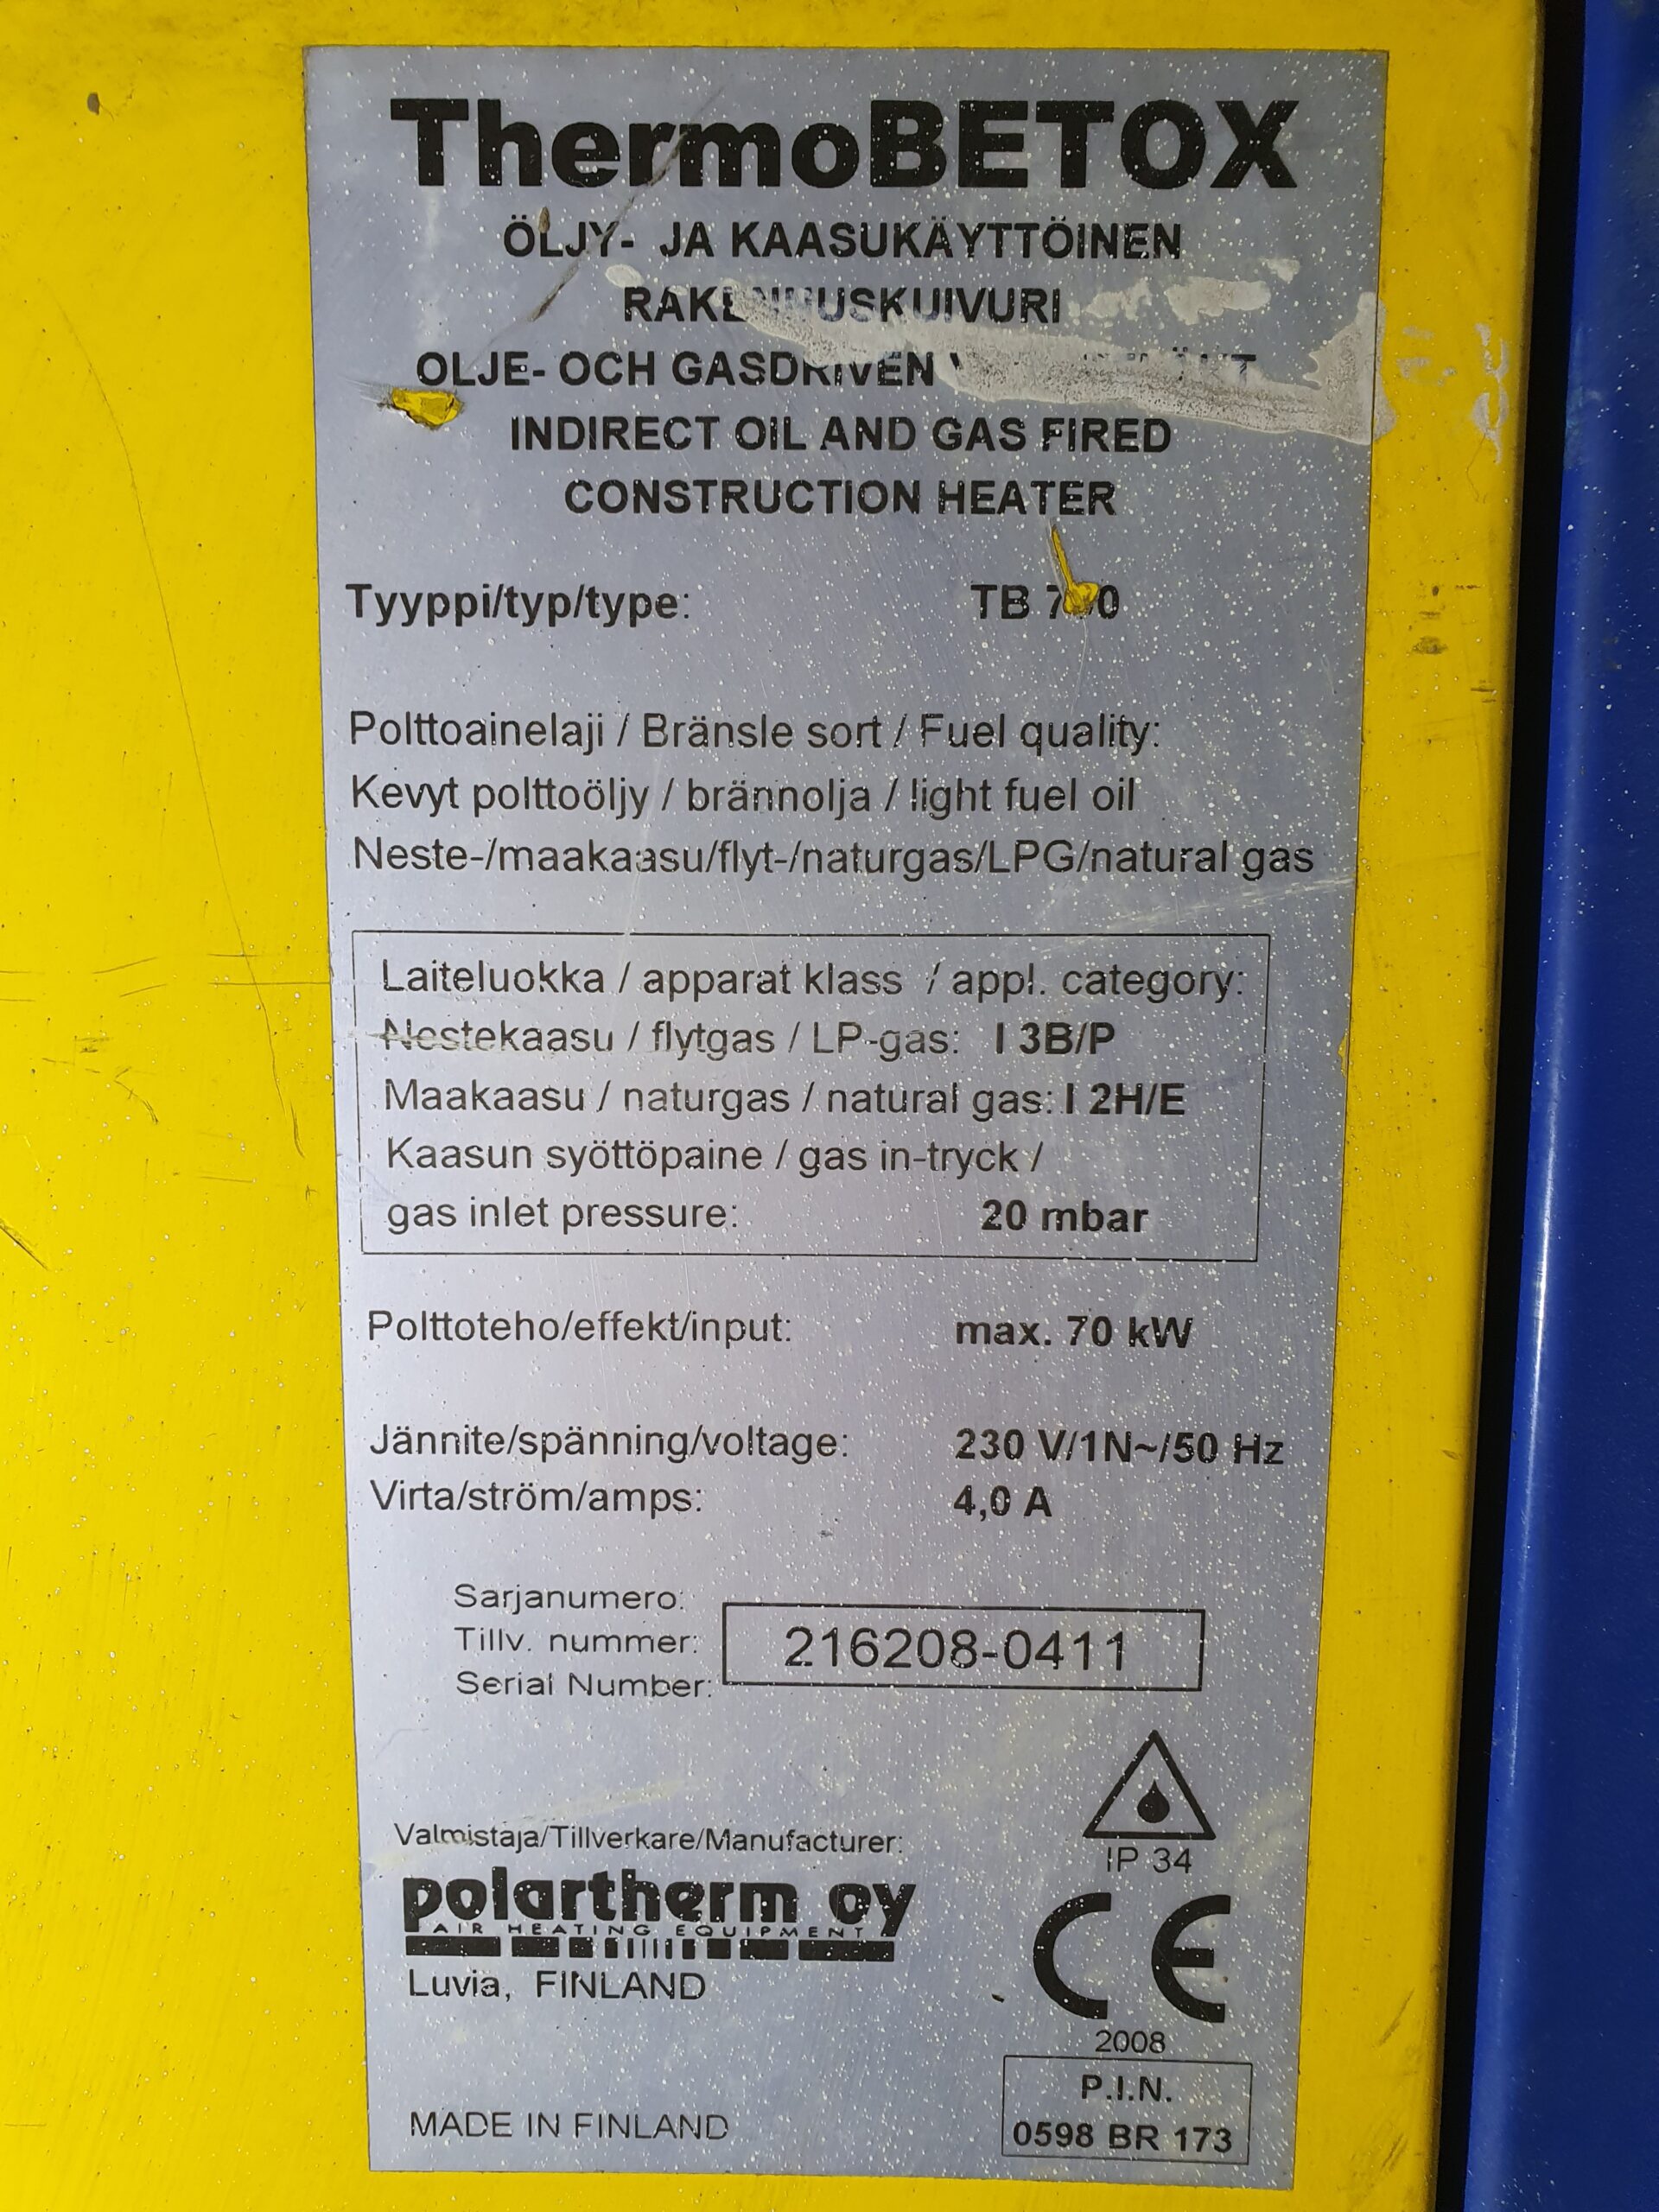 ThermoBETOX
ÖLJY- JA KAASUKÄYTTÖINEN
RAKENNUSKUIVURI
OLJE- OCH GASDRIVEN
INDIRECT OIL AND GAS FIRED
CONSTRUCTION HEATER
Tyyppi/typ/type: TB
Polttoainelaji / Bränsle sort / Fuel quality:
Kevyt polttoöljy / brännolja / light fuel oil
Neste-/maakaasu/flyt-/naturgas/LPG/natural gas
Laiteluokka / apparat klass / appl. category:
Nestekaasu / flytgas / LP-gas: I 3B/P
Maakaasu / naturgas / natural gas: I 2H/E
Kaasun syöttöpaine / gas in-tryck /
gas inlet pressure: 20 mbar
Polttoteho/effekt/input: max. 70 kW
Jännite/spänning/voltage: 230 V/1N~/50 Hz
Virta/ström/amps: 4,0 A
Sarjanumero:
Tillv. nummer: 216208-0411
Serial Number:
IP 34
Valmistaja/Tillverkare/Manufacturer:
polartherm oy
AIR HEATING EQUIPMENT
Luvia, FINLAND
CE
2008
P.I.N.
0598 BR 173
MADE IN FINLAND